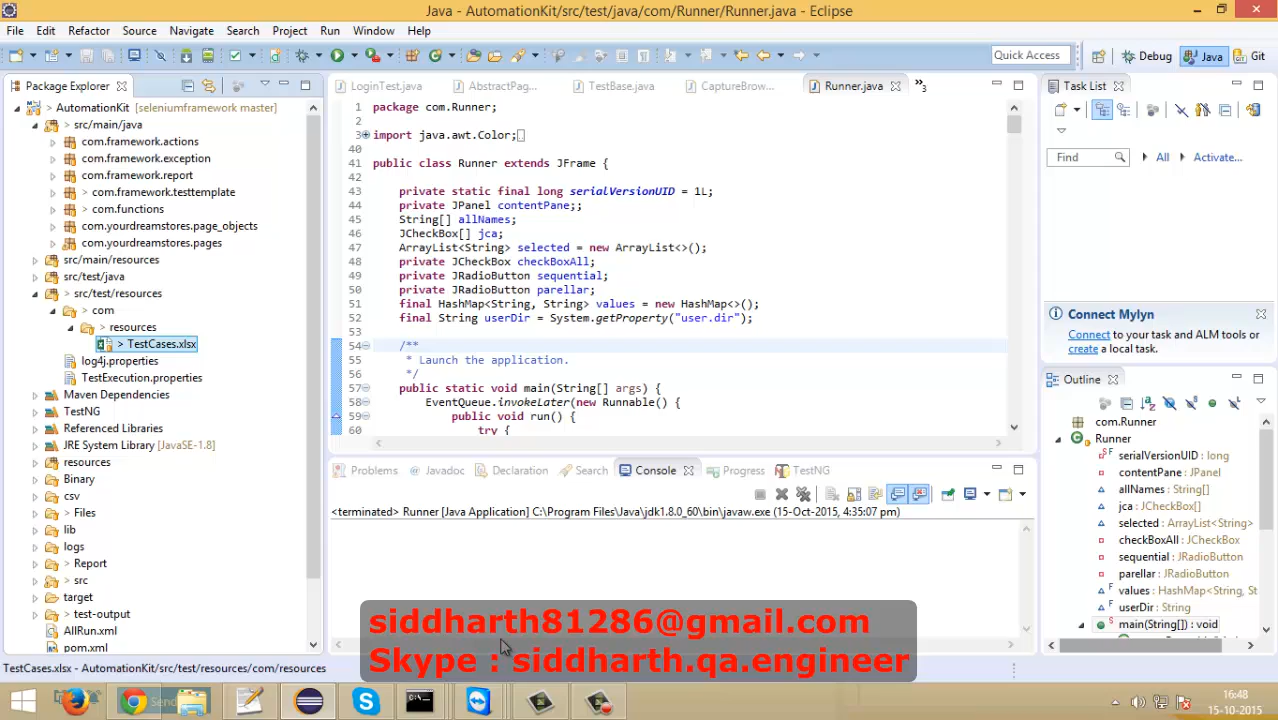 Java - AutomationKit/src/test/java/com/Runner/Runner.java - Eclipse
File Edit Refactor Source Navigate Search Project Run Window Help
Quick Access Debug Java Git
Package Explorer
AutomationKit [seleniumframework master]
src/main/java
com.framework.actions
com.framework.exception
com.framework.report
> com.framework.testtemplate
> com.functions
com.yourdreamstores.page_objects
com.yourdreamstores.pages
src/main/resources
src/test/java
> src/test/resources
> com
> resources
> TestCases.xlsx
log4j.properties
TestExecution.properties
Maven Dependencies
TestNG
Referenced Libraries
JRE System Library [JavaSE-1.8]
resources
Binary
csv
> Files
lib
logs
> Report
> src
target
> test-output
AllRun.xml
pom.xml
LoginTest.java AbstractPag... TestBase.java CaptureBrow... Runner.java »3
1 package com.Runner;
2
3 import java.awt.Color;
40
41 public class Runner extends JFrame {
42
43 private static final long serialVersionUID = 1L;
44 private JPanel contentPane;;
45 String[] allNames;
46 JCheckBox[] jca;
47 ArrayList<String> selected = new ArrayList<>();
48 private JCheckBox checkBoxAll;
49 private JRadioButton sequential;
50 private JRadioButton parellar;
51 final HashMap<String, String> values = new HashMap<>();
52 final String userDir = System.getProperty("user.dir");
53
54 /**
55 * Launch the application.
56 */
57 public static void main(String[] args) {
58 EventQueue.invokeLater(new Runnable() {
59 public void run() {
60 try {
Problems Javadoc Declaration Search Console Progress TestNG
<terminated> Runner [Java Application] C:\Program Files\Java\jdk1.8.0_60\bin\javaw.exe (15-Oct-2015, 4:35:07 pm)
Task List
Find All Activate...
Connect Mylyn
Connect to your task and ALM tools or
create a local task.
Outline
com.Runner
Runner
serialVersionUID : long
contentPane : JPanel
allNames : String[]
jca : JCheckBox[]
selected : ArrayList<String>
checkBoxAll : JCheckBox
sequential : JRadioButton
parellar : JRadioButton
values : HashMap<String, St
userDir : String
main(String[]) : void
siddharth81286@gmail.com
Skype : siddharth.qa.engineer
TestCases.xlsx - AutomationKit/src/test/resources/com/resources
Send
16:48
15-10-2015